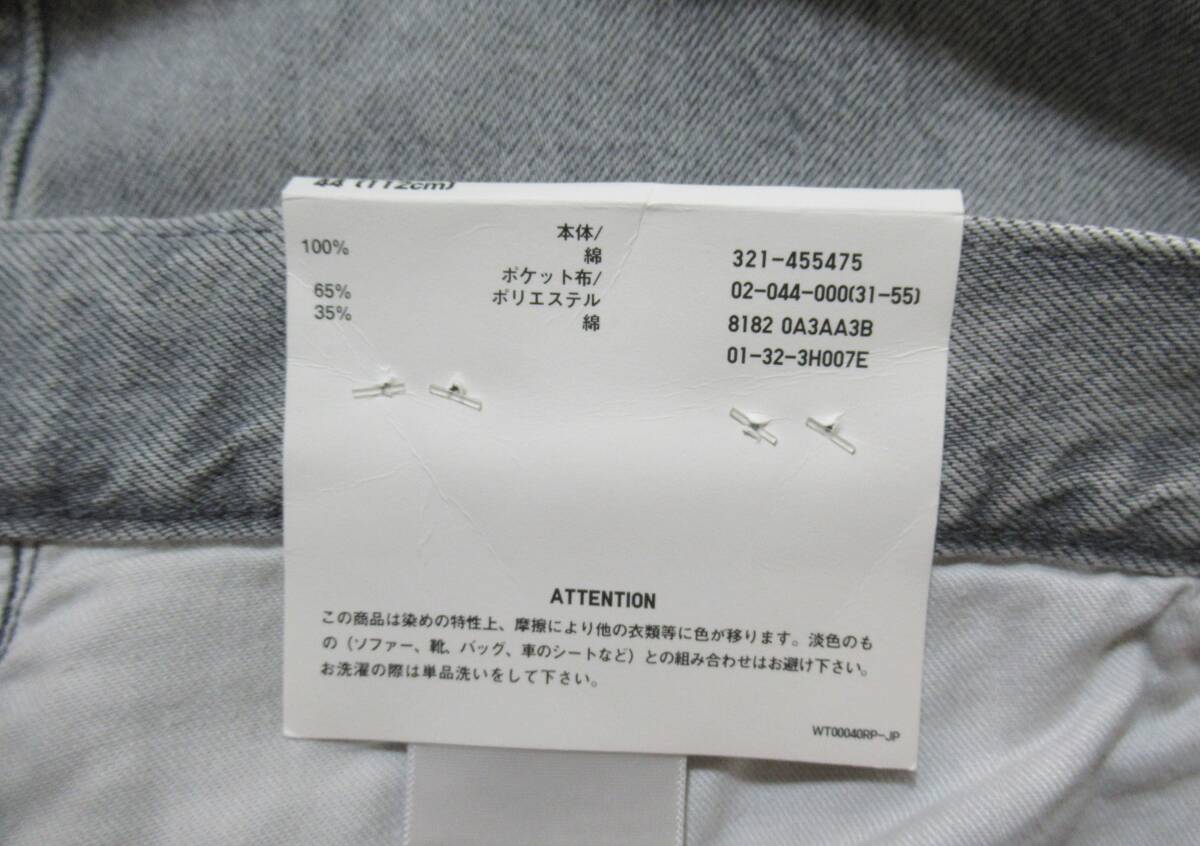 44 (112cm)
本体/
100% 綿
ポケット布/
65% ポリエステル
35% 綿
321-455475
02-044-000(31-55)
8182 0A3AA3B
01-32-3H007E
ATTENTION
この商品は染めの特性上、摩擦により他の衣類等に色が移ります。淡色のも
の（ソファー、靴、バッグ、車のシートなど）との組み合わせはお避け下さい。
お洗濯の際は単品洗いをして下さい。
WT00040RP-JP